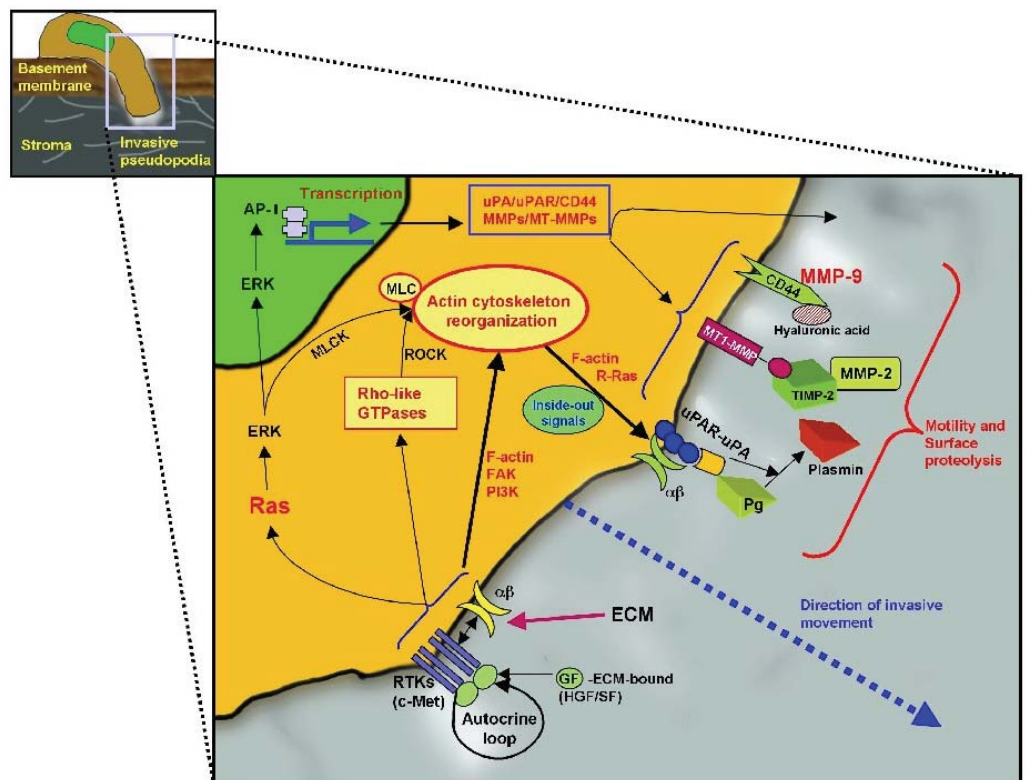 Basement
membrane
Stroma
Invasive
pseudopodia
Transcription
AP-I
uPA/uPAR/CD44
MMPs/MT-MMPs
ERK
MLC
Actin cytoskeleton
reorganization
CD44
MMP-9
Hyaluronic acid
MLCK
ROCK
MT1-MMP
MMP-2
TIMP-2
F-actin
R-Ras
Rho-like
GTPases
Inside-out
signals
uPAR-uPA
Plasmin
Motility and
Surface
proteolysis
ERK
αβ
Pg
F-actin
FAK
PI3K
Ras
αβ
ECM
Direction of invasive
movement
RTKs
(c-Met)
GF -ECM-bound
(HGF/SF)
Autocrine
loop